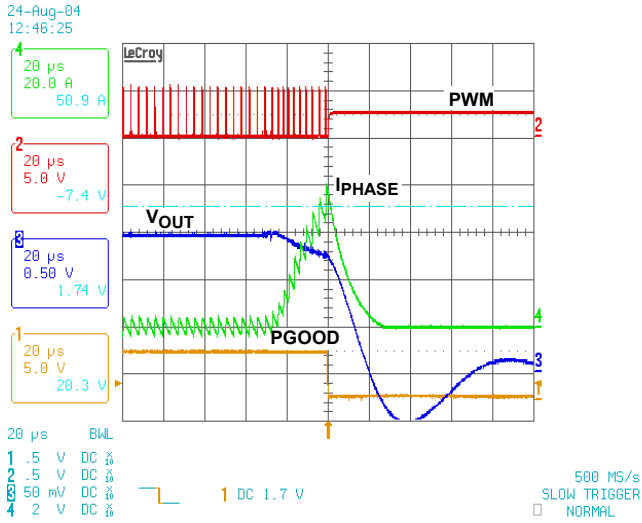 24-Aug-04
12:46:25
LeCroy
4
20 µs
20.0 A
50.9 A
2
20 µs
5.0 V
-7.4 V
3
20 µs
0.50 V
1.74 V
1
20 µs
5.0 V
20.3 V
PWM
2
IPHASE
VOUT
4
PGOOD
3
1
20 µs BWL
1 .5 V DC X10
2 .5 V DC X10
3 50 mV DC X10
4 2 V DC X10
1 DC 1.7 V
500 MS/s
SLOW TRIGGER
NORMAL